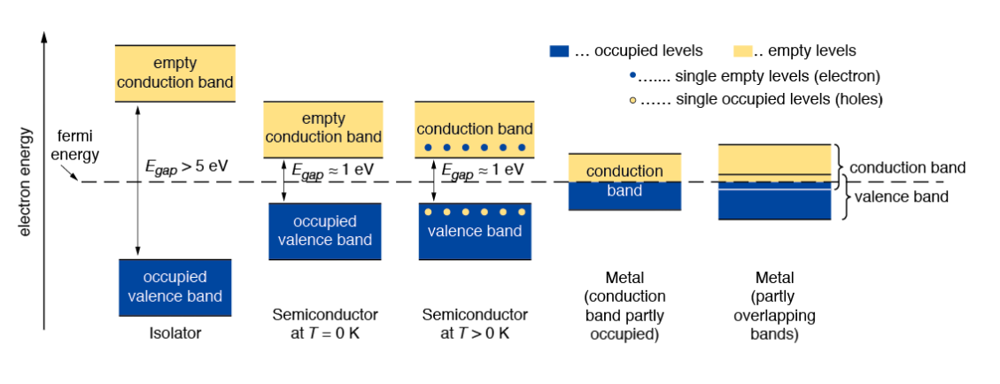 … occupied levels
.. empty levels
…..... single empty levels (electron)
…… single occupied levels (holes)
electron energy
fermi
energy
empty
conduction band
Egap > 5 eV
occupied
valence band
Isolator
empty
conduction band
Egap ≈ 1 eV
occupied
valence band
Semiconductor
at T = 0 K
conduction band
Egap ≈ 1 eV
valence band
Semiconductor
at T > 0 K
conduction
band
Metal
(conduction
band partly
occupied)
conduction band
valence band
Metal
(partly
overlapping
bands)